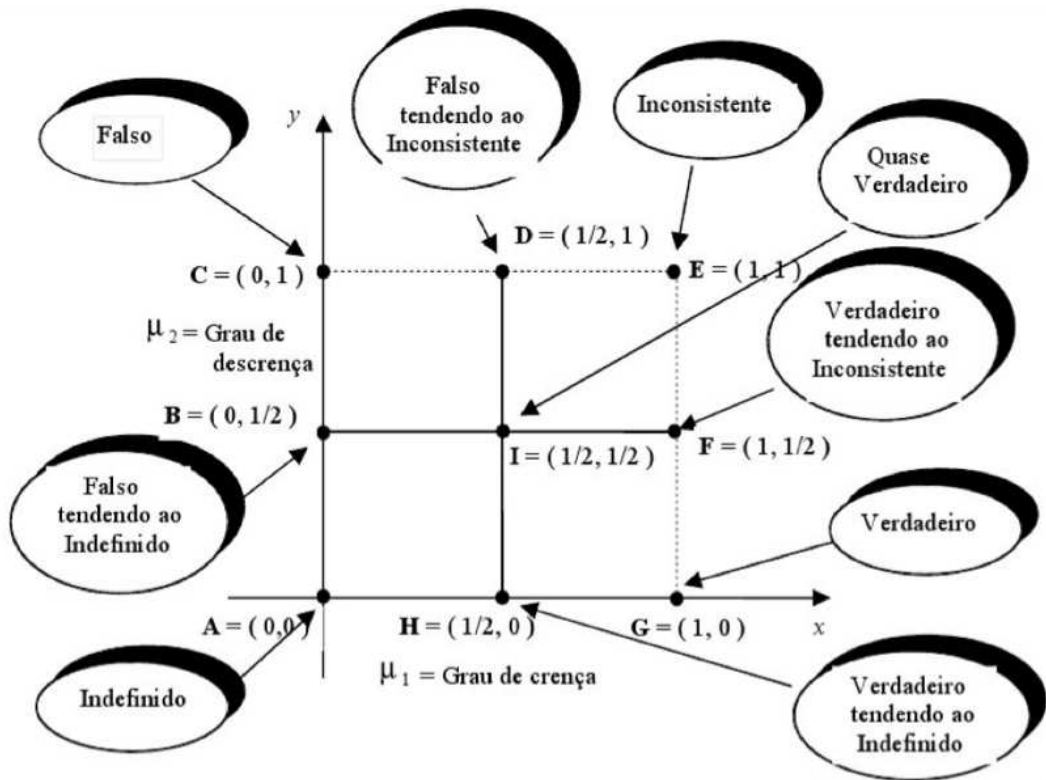 Falso
Falso
tendendo ao
Inconsistente
Inconsistente
Quase
Verdadeiro
y
D = ( 1/2, 1 )
C = ( 0, 1 )
E = ( 1, 1 )
μ2 = Grau de
descrença
Verdadeiro
tendendo ao
Inconsistente
B = ( 0, 1/2 )
I = ( 1/2, 1/2 )
F = ( 1, 1/2 )
Falso
tendendo ao
Indefinido
Verdadeiro
A = ( 0,0 )
H = ( 1/2, 0 )
G = ( 1, 0 )
x
μ1 = Grau de crença
Indefinido
Verdadeiro
tendendo ao
Indefinido